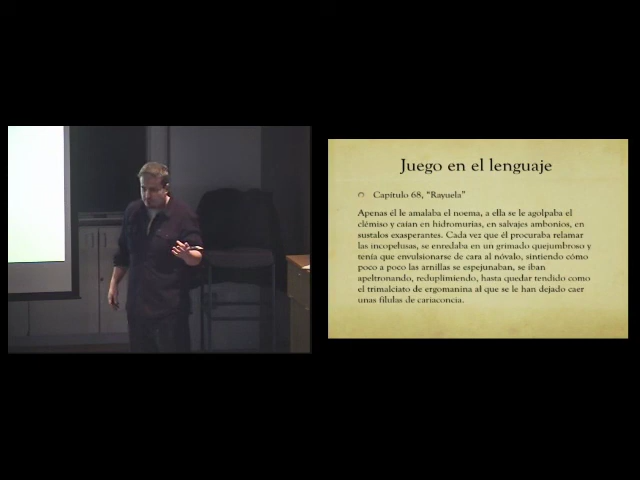 Juego en el lenguaje
Capítulo 68, “Rayuela”
Apenas él le amalaba el noema, a ella se le agolpaba el
clémiso y caían en hidromurias, en salvajes ambonios, en
sustalos exasperantes. Cada vez que él procuraba relamar
las incopelusas, se enredaba en un grimado quejumbroso y
tenía que envulsionarse de cara al nóvalo, sintiendo cómo
poco a poco las arnillas se espejunaban, se iban
apeltronando, reduplimiendo, hasta quedar tendido como
el trimalciato de ergomanina al que se le han dejado caer
unas fílulas de cariaconcia.